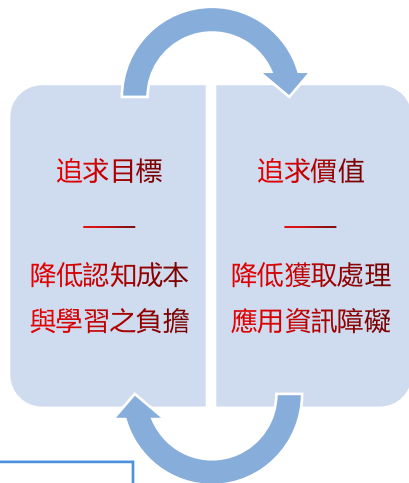 追求目標
降低認知成本
與學習之負擔
追求價值
降低獲取處理
應用資訊障礙